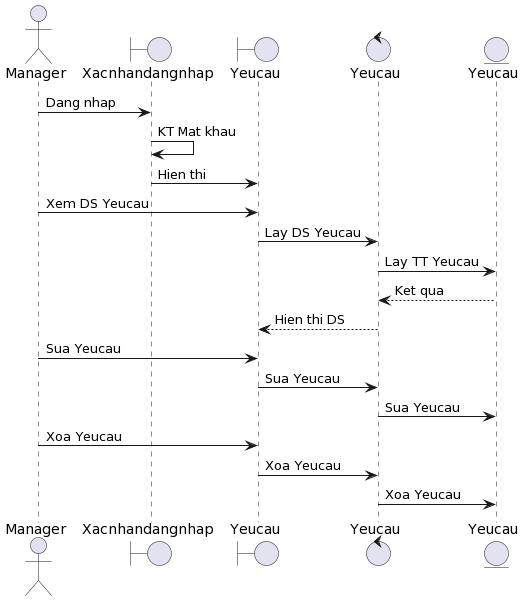 Manager Xacnhandangnhap Yeucau Yeucau Yeucau
Dang nhap
KT Mat khau
Hien thi
Xem DS Yeucau
Lay DS Yeucau
Lay TT Yeucau
Ket qua
Hien thi DS
Sua Yeucau
Sua Yeucau
Sua Yeucau
Xoa Yeucau
Xoa Yeucau
Xoa Yeucau
Manager Xacnhandangnhap Yeucau Yeucau Yeucau